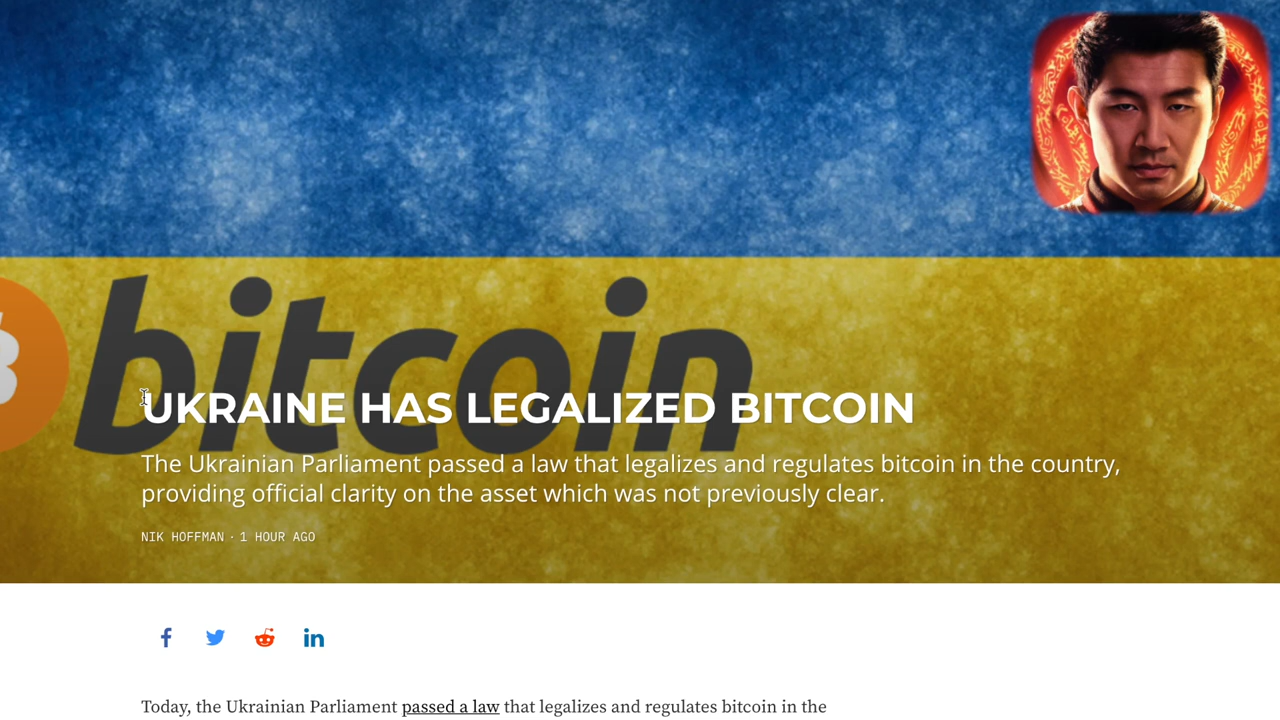 bitcoin
UKRAINE HAS LEGALIZED BITCOIN
The Ukrainian Parliament passed a law that legalizes and regulates bitcoin in the country,
providing official clarity on the asset which was not previously clear.
NIK HOFFMAN · 1 HOUR AGO
Today, the Ukrainian Parliament passed a law that legalizes and regulates bitcoin in the